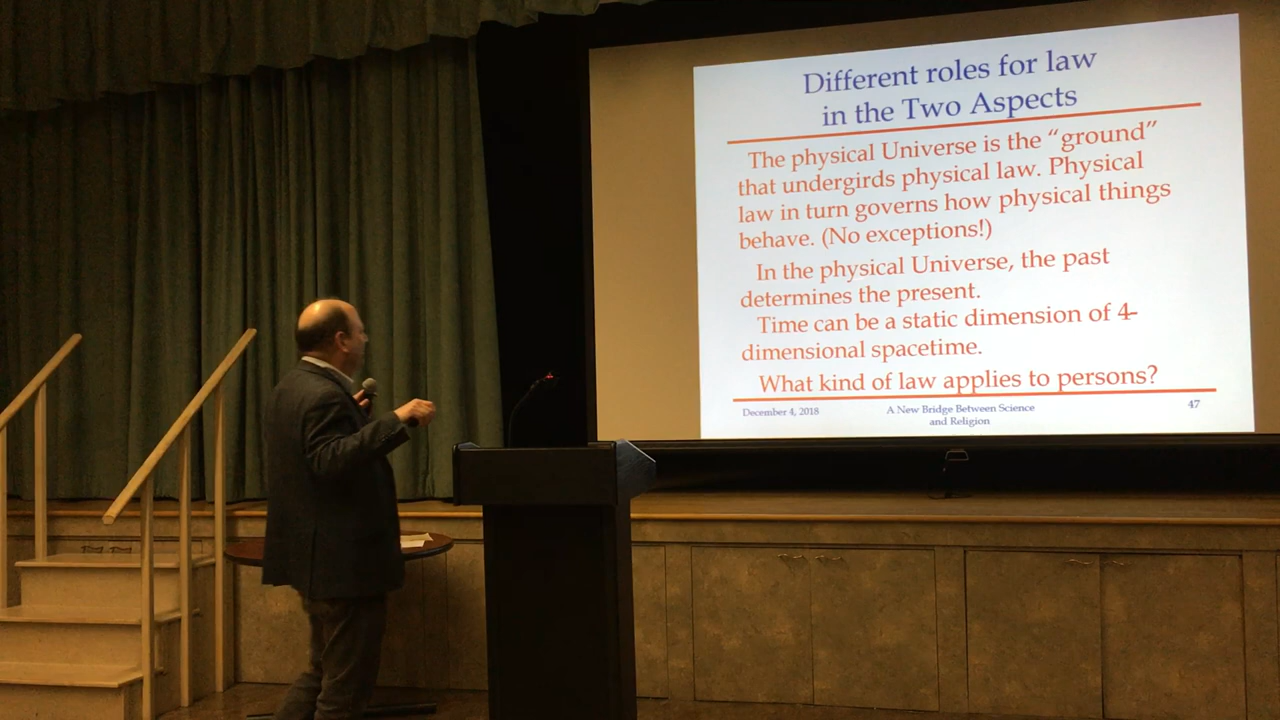 Different roles for law
in the Two Aspects
The physical Universe is the “ground”
that undergirds physical law. Physical
law in turn governs how physical things
behave. (No exceptions!)
In the physical Universe, the past
determines the present.
Time can be a static dimension of 4-
dimensional spacetime.
What kind of law applies to persons?
December 4, 2018
A New Bridge Between Science
and Religion
47